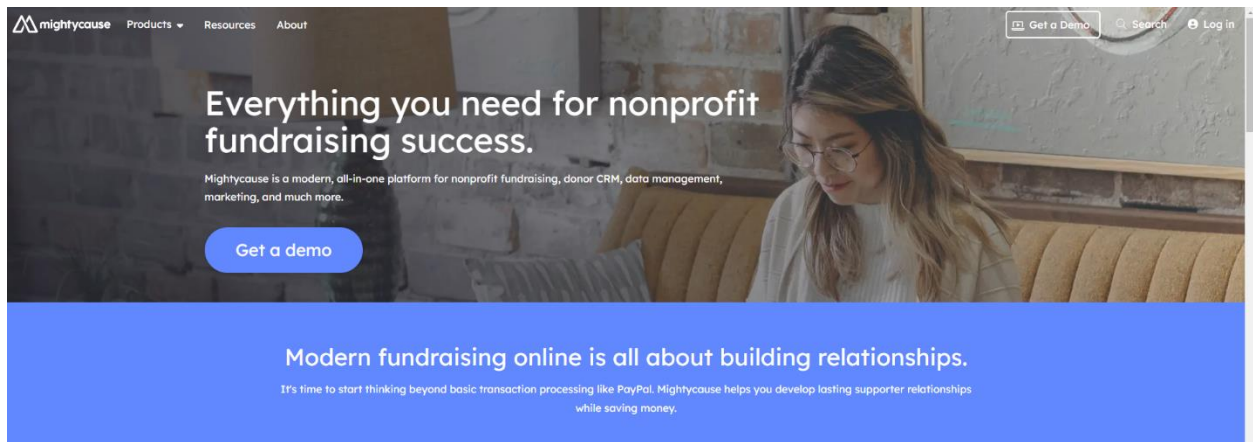 mightycause Products Resources About Get a Demo Search Log in
Everything you need for nonprofit
fundraising success.
Mightycause is a modern, all-in-one platform for nonprofit fundraising, donor CRM, data management,
marketing, and much more.
Get a demo
Modern fundraising online is all about building relationships.
It's time to start thinking beyond basic transaction processing like PayPal. Mightycause helps you develop lasting supporter relationships
while saving money.